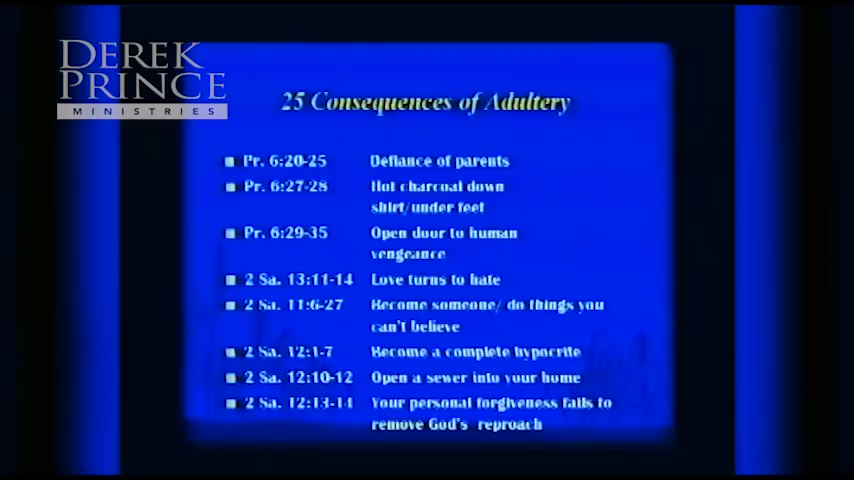 DEREK
PRINCE
MINISTRIES
25 Consequences of Adultery
Pr. 6:20-25 Defiance of parents
Pr. 6:27-28 Hot charcoal down
shirt/under feet
Pr. 6:29-35 Open door to human
vengeance
2 Sa. 13:11-14 Love turns to hate
2 Sa. 11:6-27 Become someone/ do things you
can't believe
2 Sa. 12:1-7 Become a complete hypocrite
2 Sa. 12:10-12 Open a sewer into your home
2 Sa. 12:13-14 Your personal forgiveness fails to
remove God's reproach